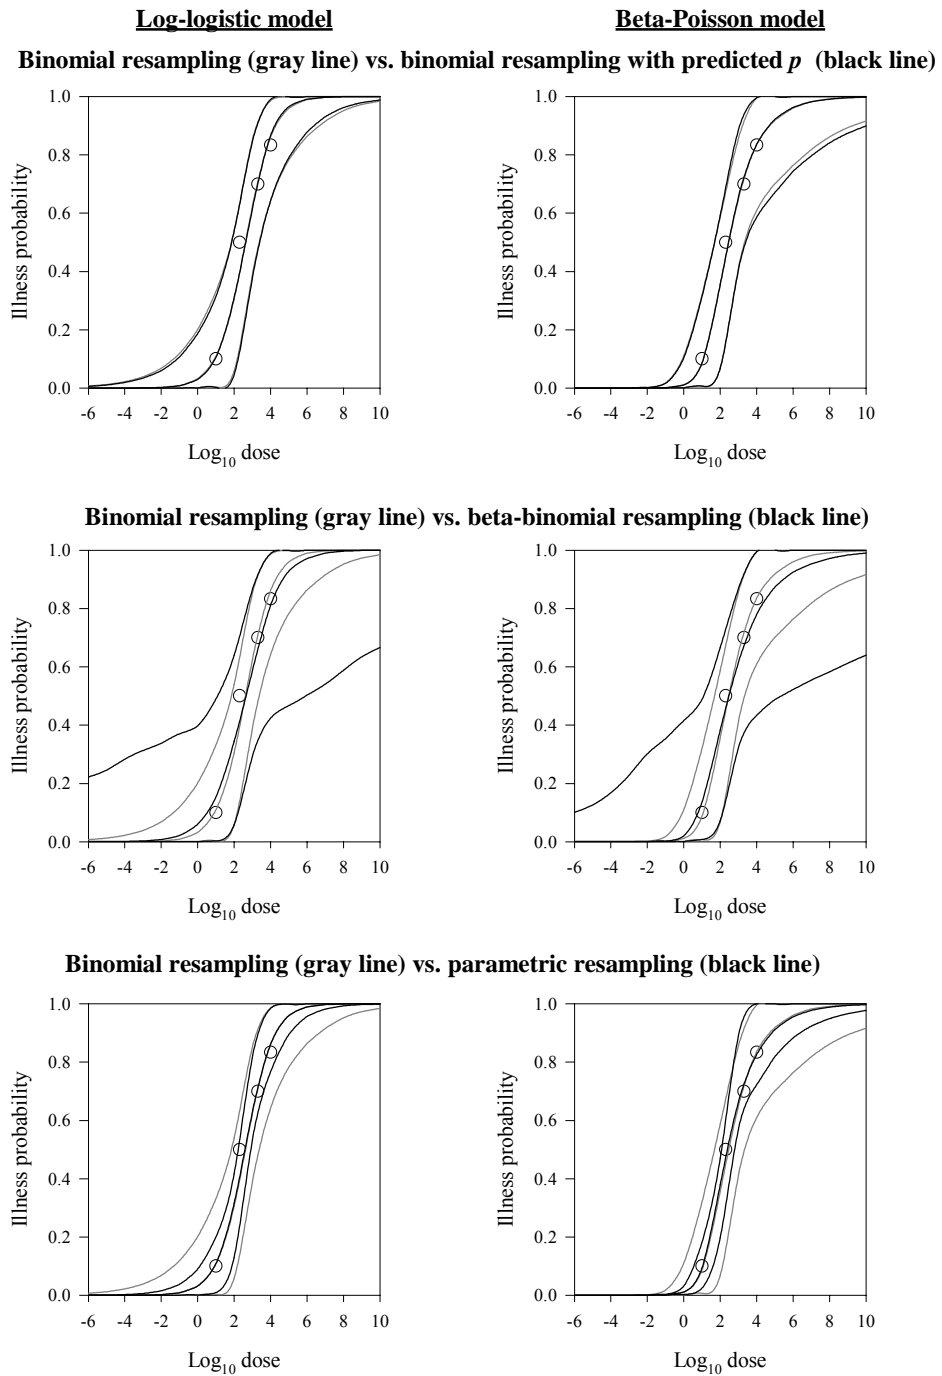 Log-logistic model
Beta-Poisson model
Binomial resampling (gray line) vs. binomial resampling with predicted p (black line)
1.0
0.8
0.6
0.4
0.2
0.0
Illness probability
-6 -4 -2 0 2 4 6 8 10
Log10 dose
1.0
0.8
0.6
0.4
0.2
0.0
Illness probability
-6 -4 -2 0 2 4 6 8 10
Log10 dose
Binomial resampling (gray line) vs. beta-binomial resampling (black line)
1.0
0.8
0.6
0.4
0.2
0.0
Illness probability
-6 -4 -2 0 2 4 6 8 10
Log10 dose
1.0
0.8
0.6
0.4
0.2
0.0
Illness probability
-6 -4 -2 0 2 4 6 8 10
Log10 dose
Binomial resampling (gray line) vs. parametric resampling (black line)
1.0
0.8
0.6
0.4
0.2
0.0
Illness probability
-6 -4 -2 0 2 4 6 8 10
Log10 dose
1.0
0.8
0.6
0.4
0.2
0.0
Illness probability
-6 -4 -2 0 2 4 6 8 10
Log10 dose